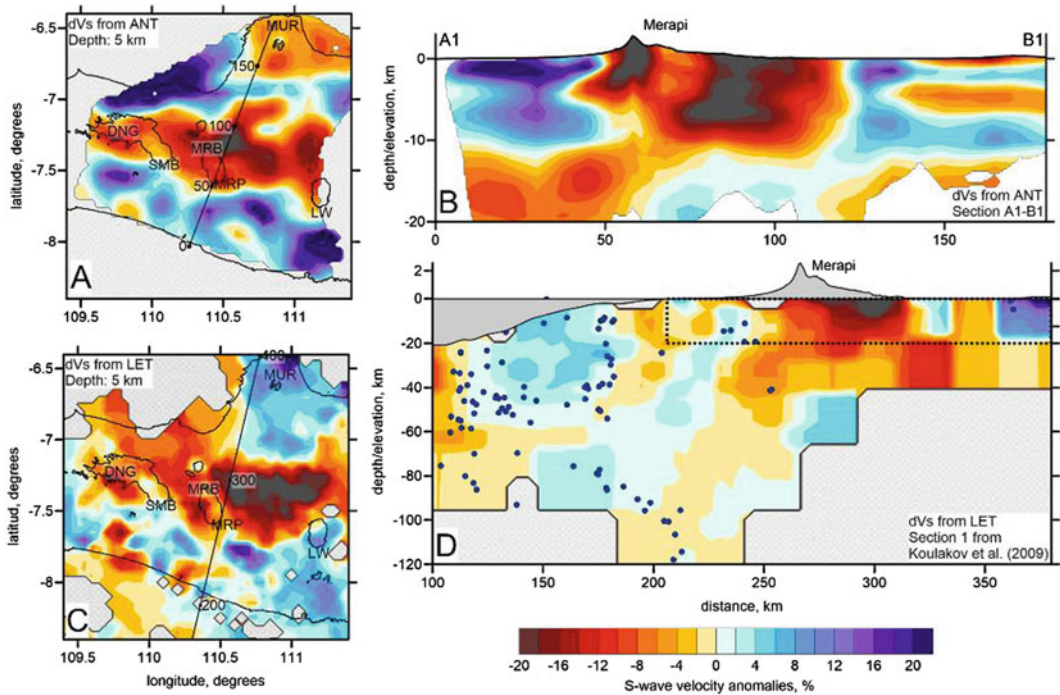 dVs from ANT
Depth: 5 km
MUR
150
100
DNG
MRB
SMB
50
MRP
LW
0
A
-6.5
-7
-7.5
-8
latitude, degrees
109.5 110 110.5 111
A1 Merapi B1
0
-10
-20
depth/elevation, km
B
dVs from ANT
Section A1-B1
0 50 100 150
dVs from LET
Depth: 5 km
400
MUR
DNG
MRB
300
SMB
MRP
LW
200
C
-6.5
-7
-7.5
-8
latitud, degrees
109.5 110 110.5 111
longitude, degrees
Merapi
2
0
-20
-40
-60
-80
-100
-120
depth/elevation, km
D
dVs from LET
Section 1 from
Koulakov et al. (2009)
100 150 200 250 300 350
distance, km
-20 -16 -12 -8 -4 0 4 8 12 16 20
S-wave velocity anomalies, %